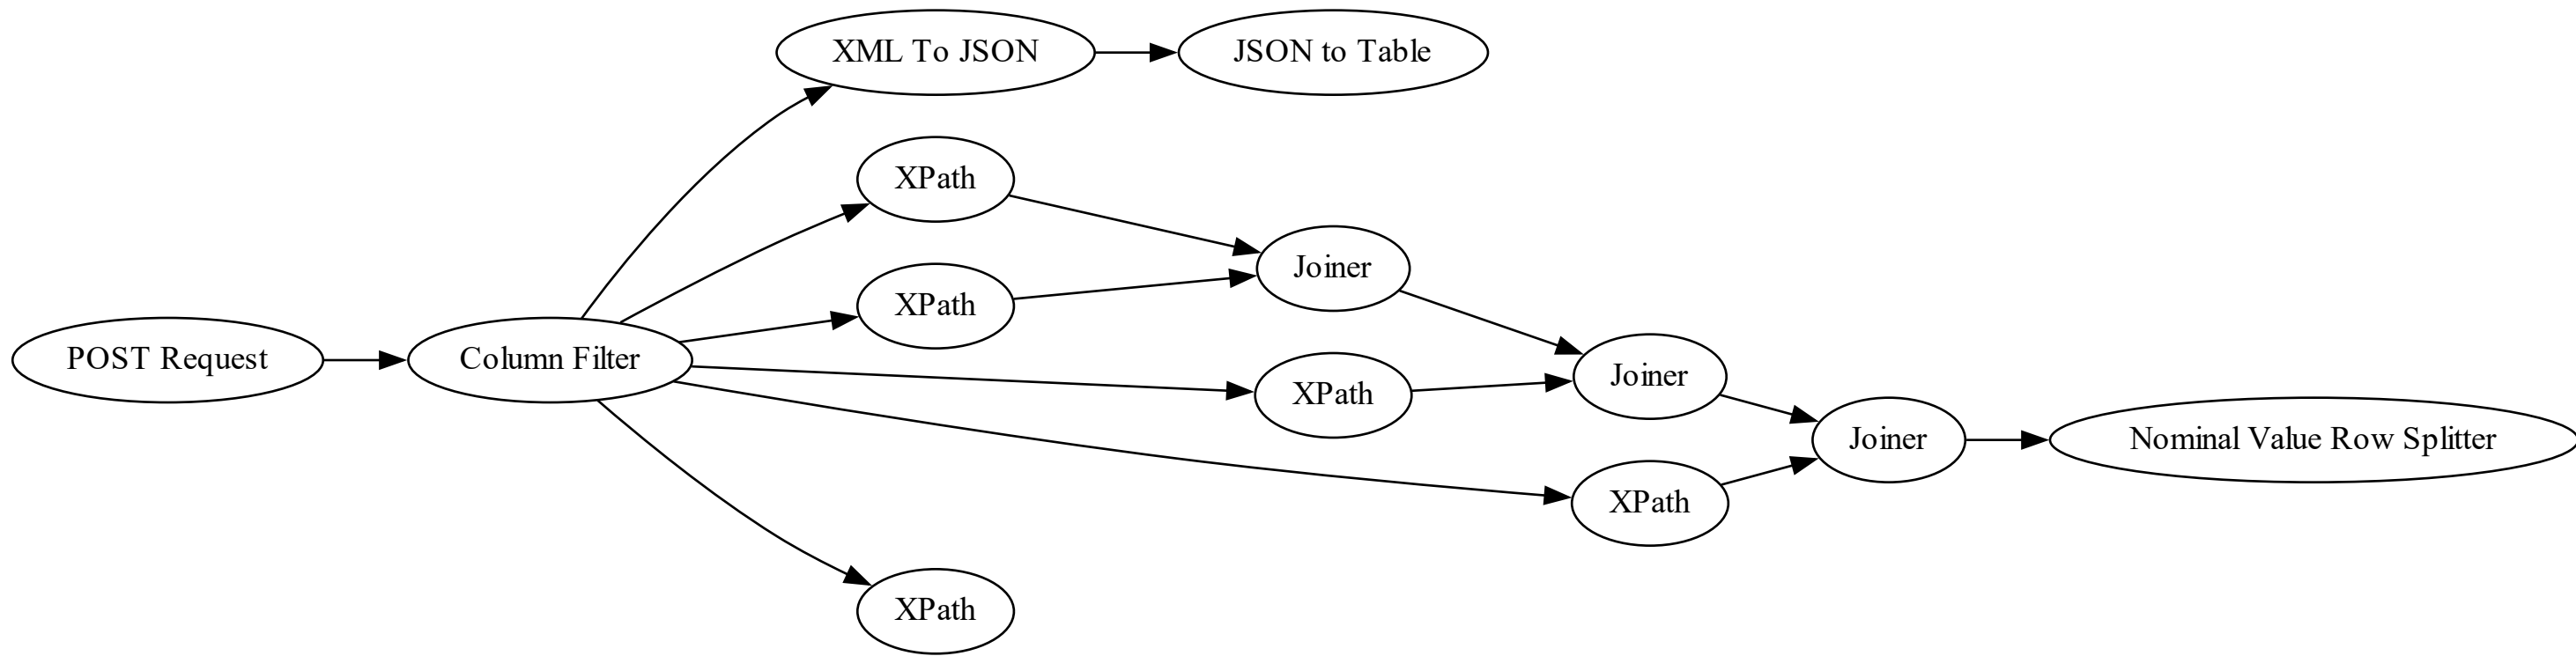 XML To JSON
JSON to Table
XPath
Joiner
XPath
POST Request
Column Filter
XPath
Joiner
Joiner
Nominal Value Row Splitter
XPath
XPath